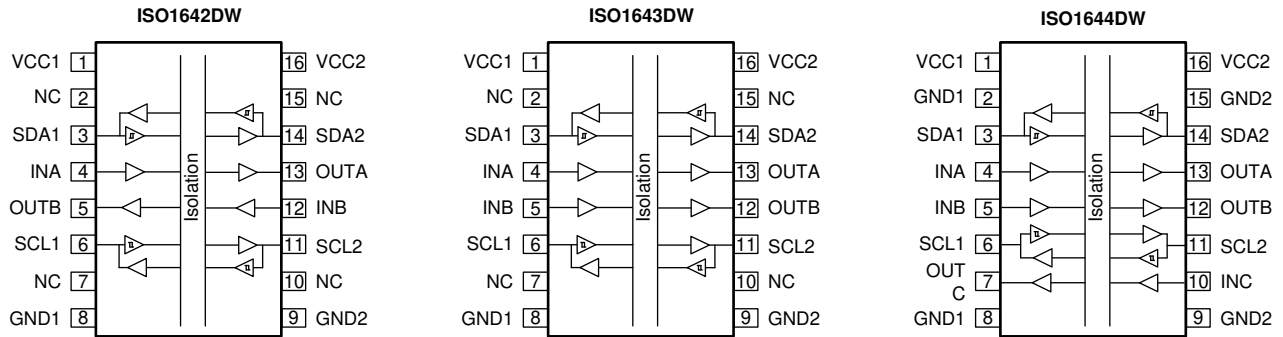 ISO1642DW
VCC1 1 16 VCC2
NC 2 15 NC
SDA1 3 14 SDA2
INA 4 13 OUTA
OUTB 5 12 INB
SCL1 6 11 SCL2
NC 7 10 NC
GND1 8 9 GND2
Isolation
ISO1643DW
VCC1 1 16 VCC2
NC 2 15 NC
SDA1 3 14 SDA2
INA 4 13 OUTA
INB 5 12 OUTB
SCL1 6 11 SCL2
NC 7 10 NC
GND1 8 9 GND2
Isolation
ISO1644DW
VCC1 1 16 VCC2
GND1 2 15 GND2
SDA1 3 14 SDA2
INA 4 13 OUTA
INB 5 12 OUTB
SCL1 6 11 SCL2
OUT
C 7 10 INC
GND1 8 9 GND2
Isolation